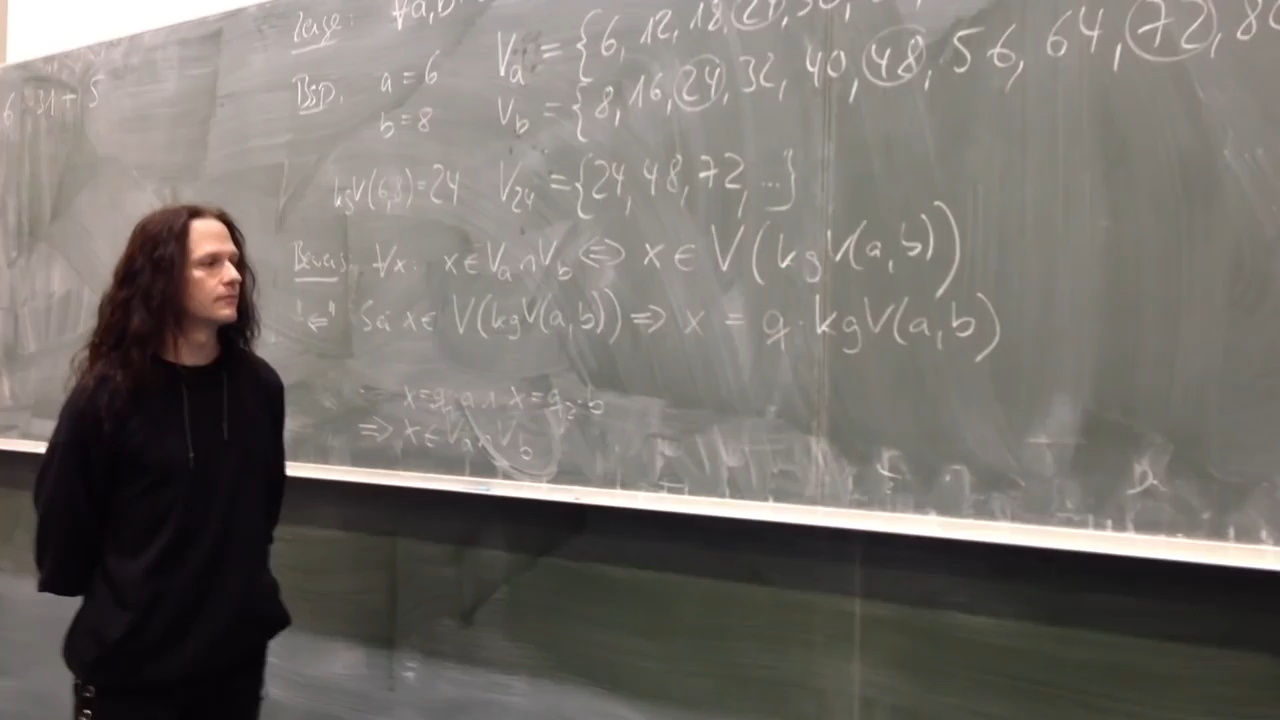 ∀a,b
6 · 31 + 5
Bsp. a = 6 V_a = {6, 12, 18, 24, 30,
b = 8 V_b = {8, 16, 24, 32, 40, 48, 56, 64, 72, 8
kgV(6,8) = 24 V_24 = {24, 48, 72, ...}
Beweis: ∀x: x ∈ V_a ∩ V_b ⇔ x ∈ V(kgV(a,b))
"⇐" Sei x ∈ V(kgV(a,b)) ⇒ x = q · kgV(a,b)
x = q_1 · a ∧ x = q_2 · b
⇒ x ∈ V_a ∩ V_b